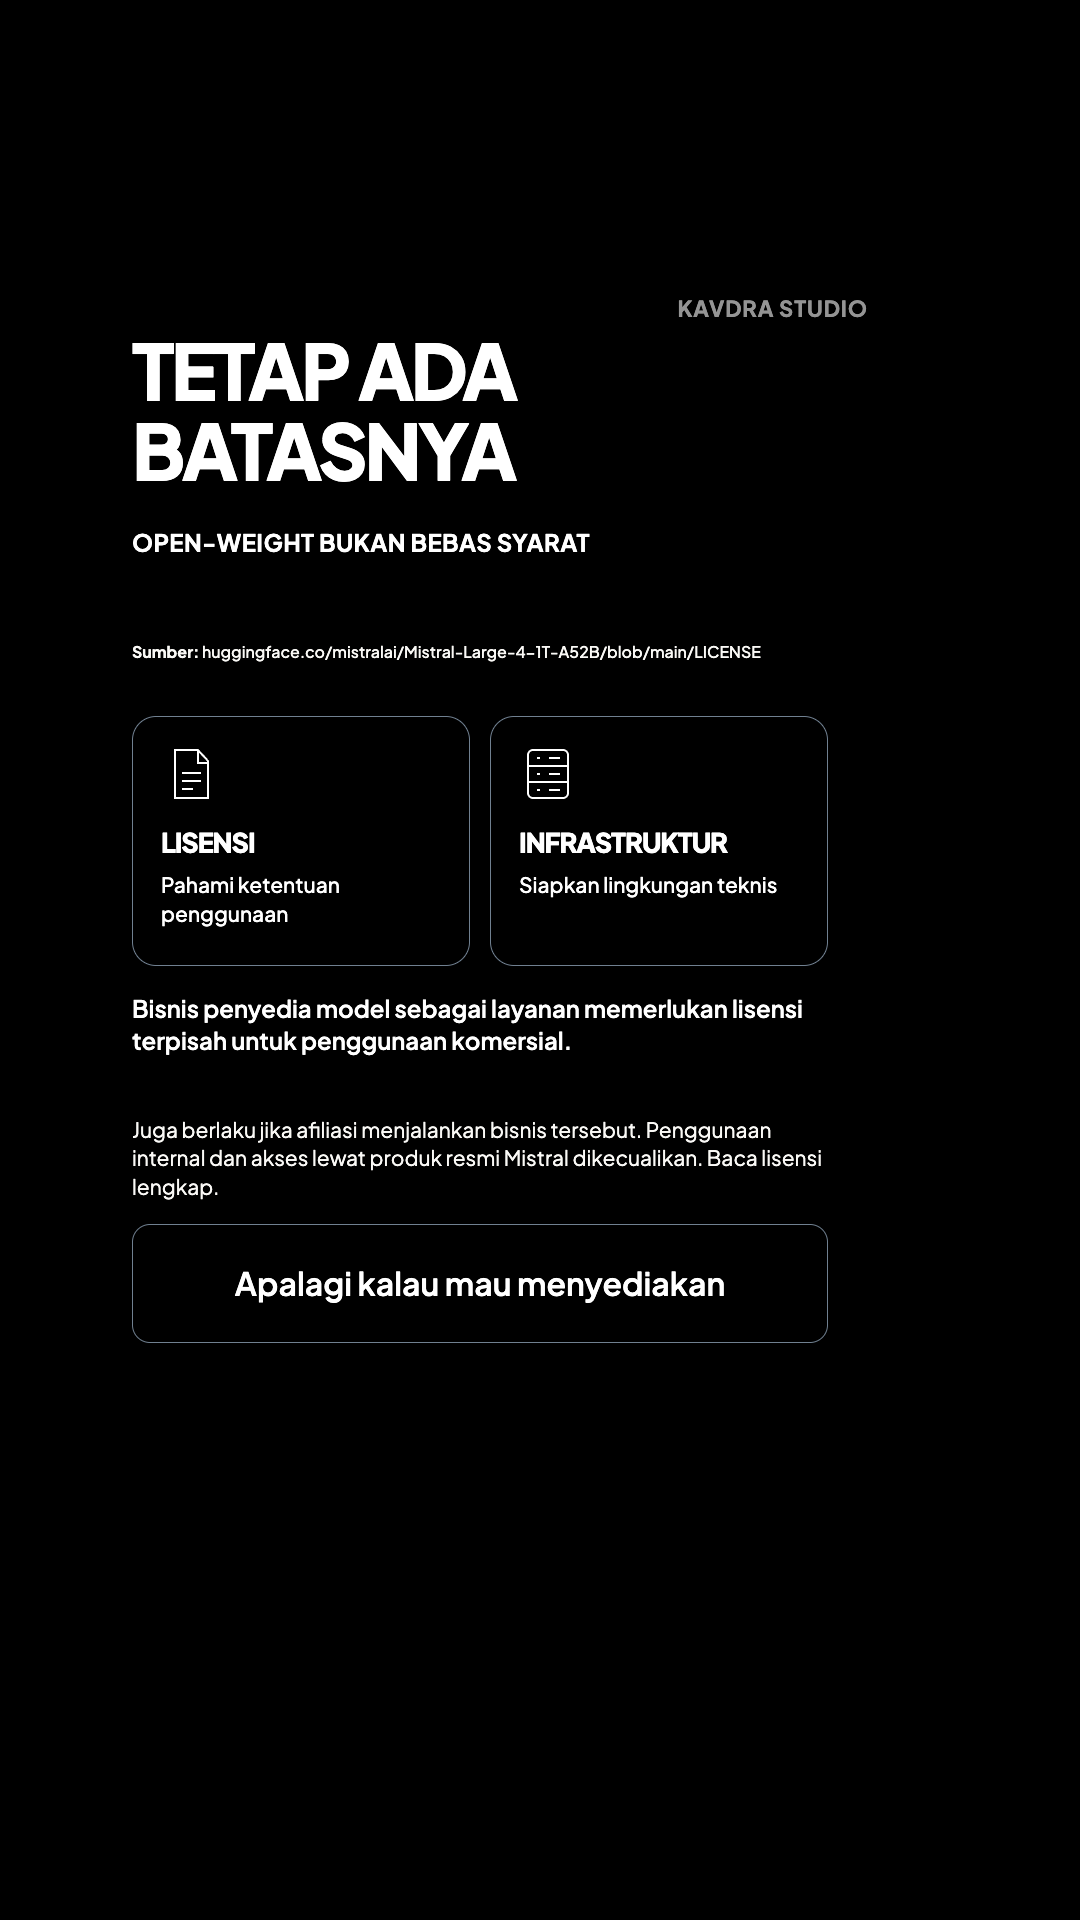 KAVDRA STUDIO
TETAP ADA
BATASNYA
OPEN-WEIGHT BUKAN BEBAS SYARAT
Sumber: huggingface.co/mistralai/Mistral-Large-4-1T-A52B/blob/main/LICENSE
LISENSI
Pahami ketentuan
penggunaan
INFRASTRUKTUR
Siapkan lingkungan teknis
Bisnis penyedia model sebagai layanan memerlukan lisensi
terpisah untuk penggunaan komersial.
Juga berlaku jika afiliasi menjalankan bisnis tersebut. Penggunaan
internal dan akses lewat produk resmi Mistral dikecualikan. Baca lisensi
lengkap.
Apalagi kalau mau menyediakan